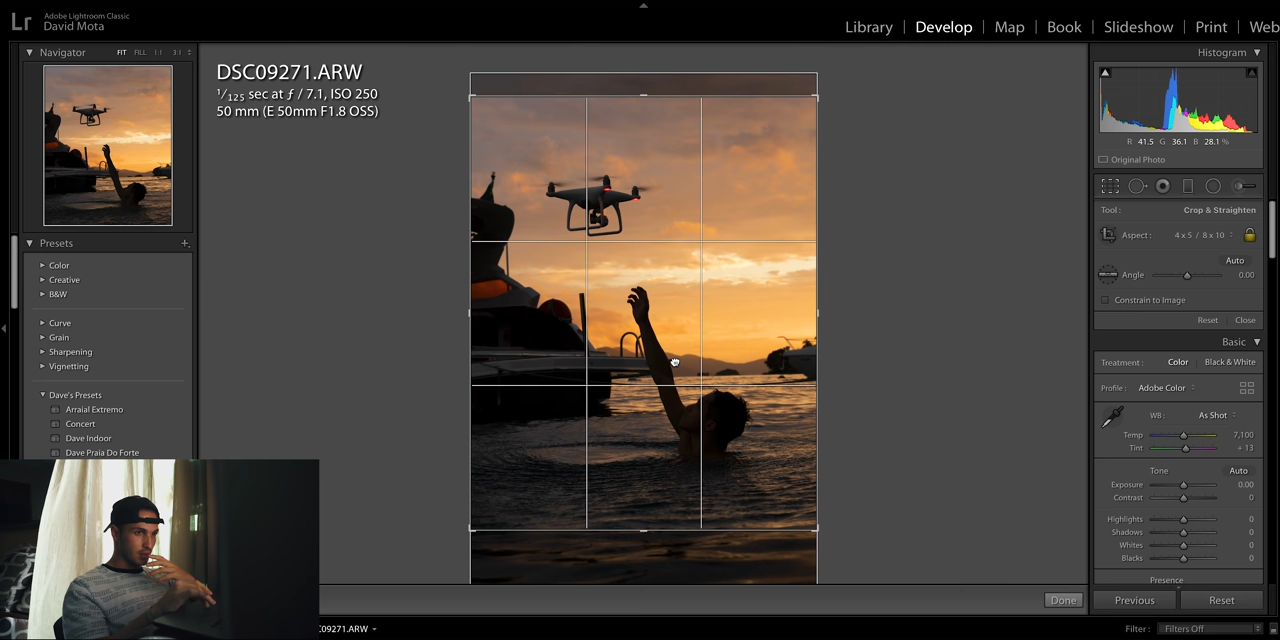 Lr
Adobe Lightroom Classic
David Mota
Library | Develop | Map | Book | Slideshow | Print | Web
Navigator FIT FILL 1:1 3:1
DSC09271.ARW
1/125 sec at ƒ / 7.1, ISO 250
50 mm (E 50mm F1.8 OSS)
Histogram
R 41.5 G 36.1 B 28.1 %
Original Photo
Tool: Crop & Straighten
Aspect: 4 x 5 / 8 x 10
Auto
Angle 0.00
Constrain to Image
Reset Close
Presets +
Color
Creative
B&W
Curve
Grain
Sharpening
Vignetting
Dave's Presets
Arraial Extremo
Concert
Dave Indoor
Dave Praia Do Forte
Basic
Treatment: Color Black & White
Profile: Adobe Color
WB: As Shot
Temp 7,100
Tint + 13
Tone Auto
Exposure 0.00
Contrast 0
Highlights 0
Shadows 0
Whites 0
Blacks 0
Presence
Done
Previous Reset
C09271.ARW
Filter: Filters Off